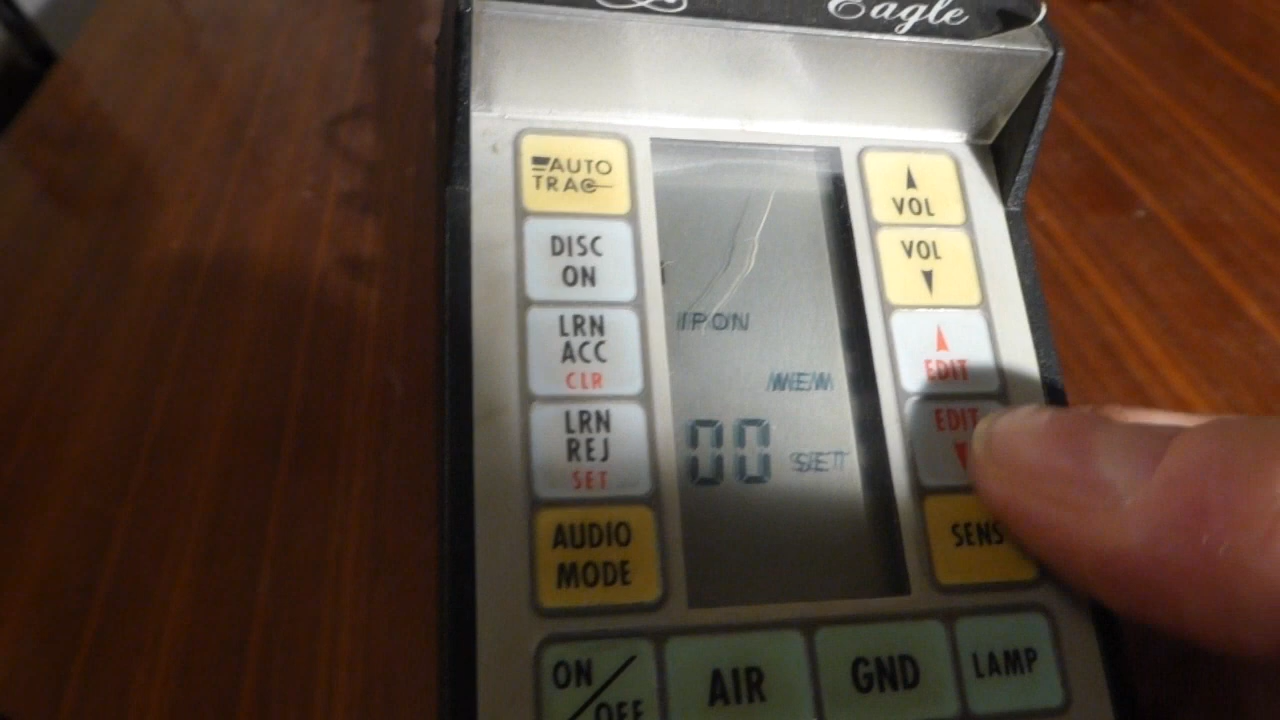 Eagle
AUTO
TRAC
DISC
ON
LRN
ACC
CLR
LRN
REJ
SET
AUDIO
MODE
IRON
MEM
00 SET
VOL
VOL
EDIT
EDIT
SENS
ON/OFF
AIR
GND
LAMP